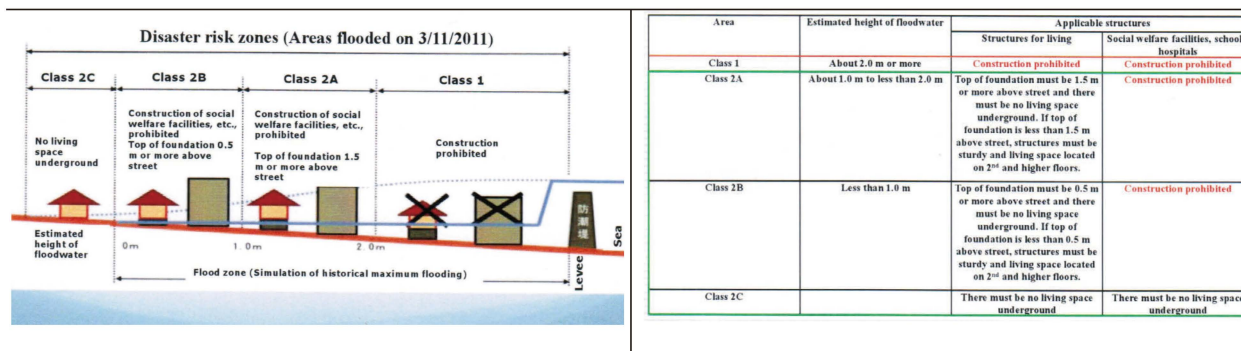 Disaster risk zones (Areas flooded on 3/11/2011)
Class 2C
Class 2B
Class 2A
Class 1
No living
space
underground
Construction of social
welfare facilities, etc.,
prohibited
Top of foundation 0.5
m or more above
street
Construction of social
welfare facilities, etc.,
prohibited
Top of foundation 1.5
m or more above
street
Construction
prohibited
防潮堤
Sea
Levee
Estimated
height of
floodwater
0m
1.0m
2.0m
Flood zone (Simulation of historical maximum flooding)
Area
Estimated height of floodwater
Applicable structures
Structures for living
Social welfare facilities, school
hospitals
Class 1
About 2.0 m or more
Construction prohibited
Construction prohibited
Class 2A
About 1.0 m to less than 2.0 m
Top of foundation must be 1.5 m
or more above street and there
must be no living space
underground. If top of
foundation is less than 1.5 m
above street, structures must be
sturdy and living space located
on 2nd and higher floors.
Construction prohibited
Class 2B
Less than 1.0 m
Top of foundation must be 0.5 m
or more above street and there
must be no living space
underground. If top of
foundation is less than 0.5 m
above street, structures must be
sturdy and living space located
on 2nd and higher floors.
Construction prohibited
Class 2C
There must be no living space
underground
There must be no living space
underground